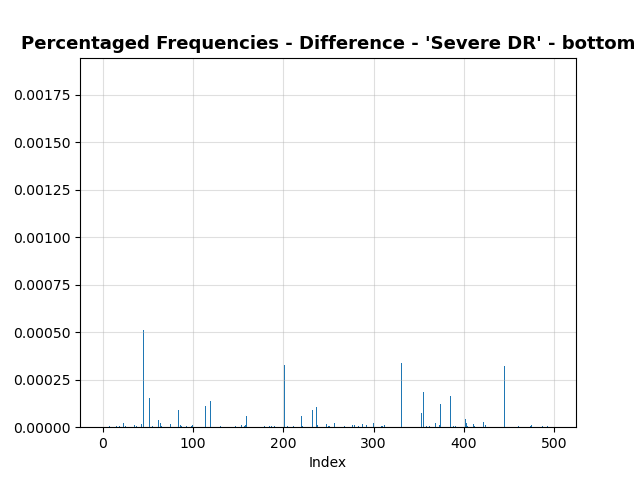 Percentaged Frequencies - Difference - 'Severe DR' - bottom
0.00175
0.00150
0.00125
0.00100
0.00075
0.00050
0.00025
0.00000
0 100 200 300 400 500
Index